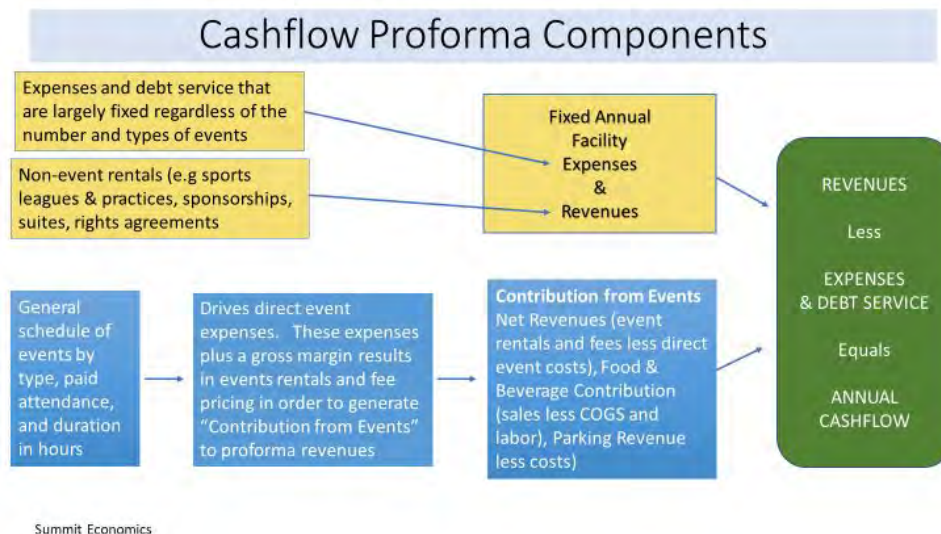 Cashflow Proforma Components
Expenses and debt service that
are largely fixed regardless of the
number and types of events
Non-event rentals (e.g sports
leagues & practices, sponsorships,
suites, rights agreements
Fixed Annual
Facility
Expenses
&
Revenues
General
schedule of
events by
type, paid
attendance,
and duration
in hours
Drives direct event
expenses. These expenses
plus a gross margin results
in events rentals and fee
pricing in order to generate
“Contribution from Events”
to proforma revenues
Contribution from Events
Net Revenues (event
rentals and fees less direct
event costs), Food &
Beverage Contribution
(sales less COGS and
labor), Parking Revenue
less costs)
REVENUES
Less
EXPENSES
& DEBT SERVICE
Equals
ANNUAL
CASHFLOW
Summit Economics